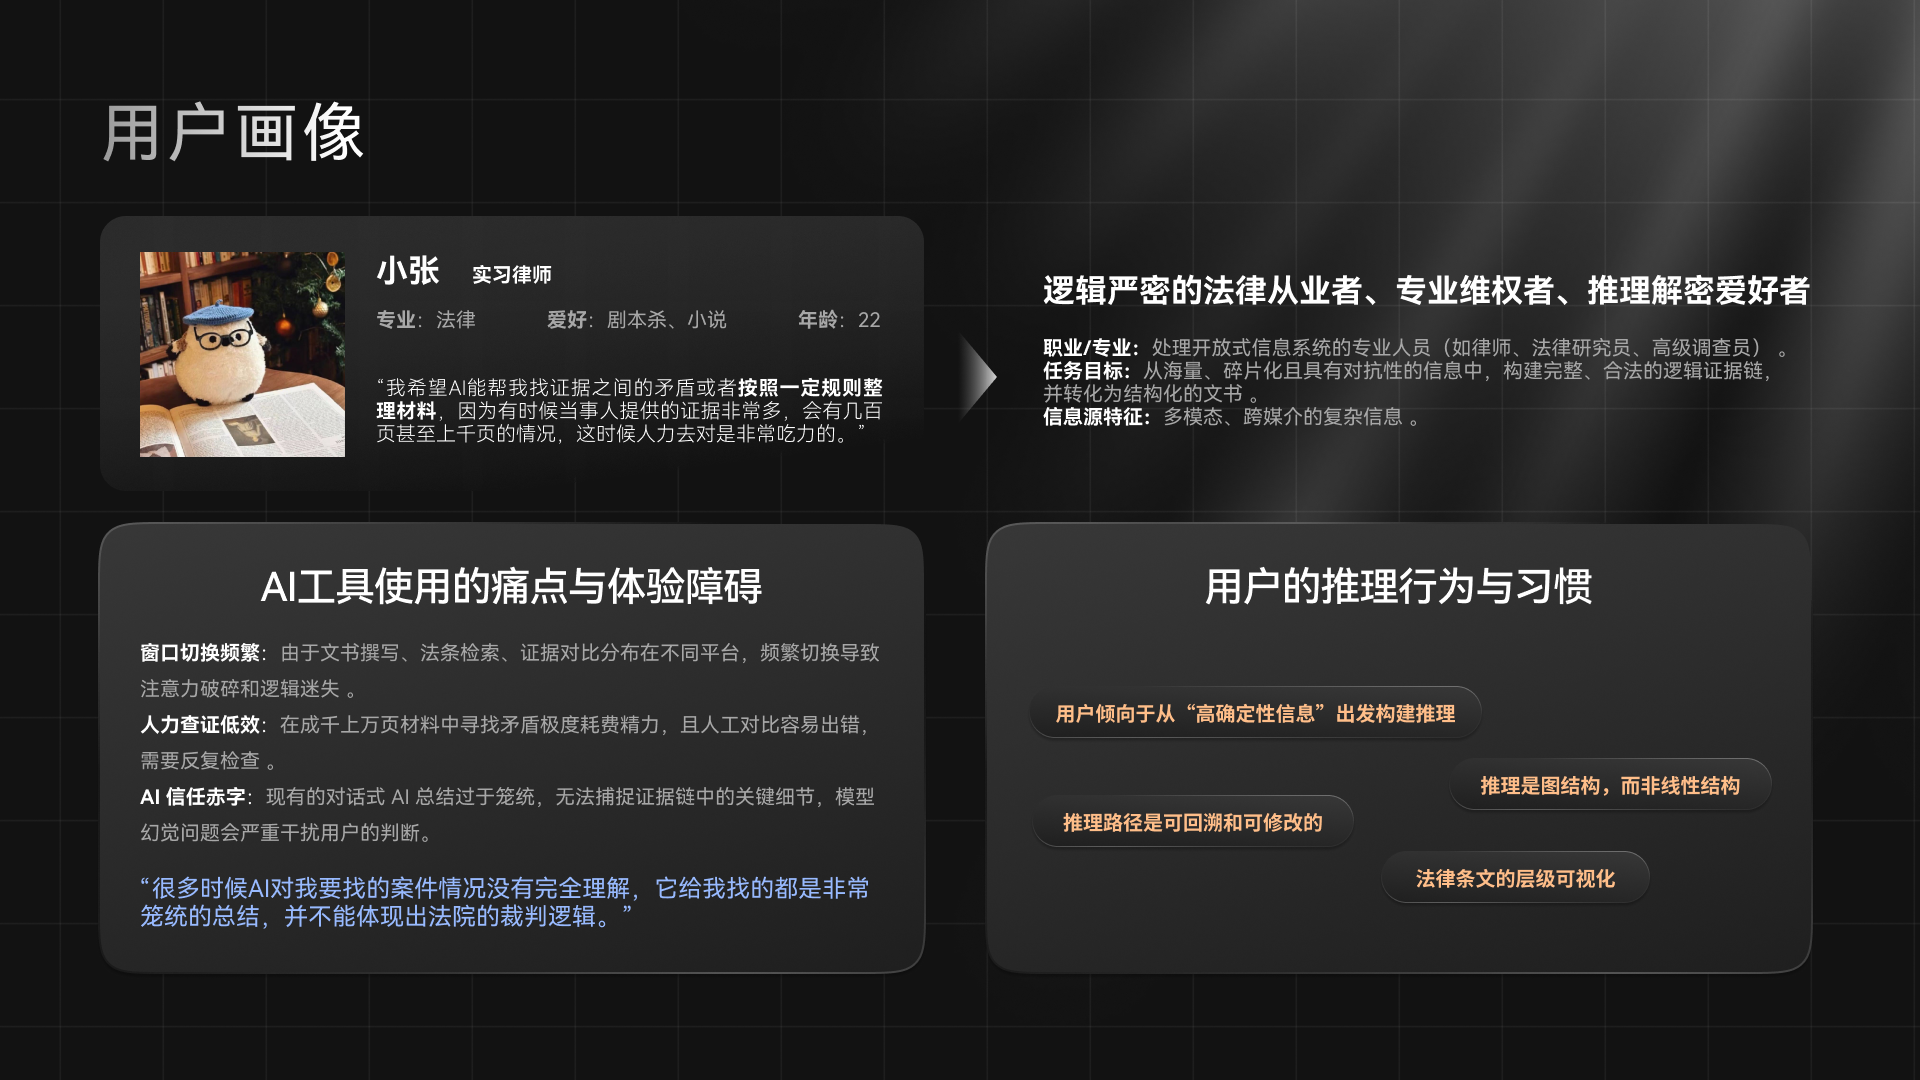 用户画像
小张 实习律师
专业：法律 爱好：剧本杀、小说 年龄：22
“我希望AI能帮我找证据之间的矛盾或者按照一定规则整
理材料，因为有时候当事人提供的证据非常多，会有几百
页甚至上千页的情况，这时候人力去对是非常吃力的。”
逻辑严密的法律从业者、专业维权者、推理解密爱好者
职业/专业：处理开放式信息系统的专业人员（如律师、法律研究员、高级调查员） 。
任务目标：从海量、碎片化且具有对抗性的信息中，构建完整、合法的逻辑证据链，
并转化为结构化的文书 。
信息源特征：多模态、跨媒介的复杂信息 。
AI工具使用的痛点与体验障碍
窗口切换频繁：由于文书撰写、法条检索、证据对比分布在不同平台，频繁切换导致
注意力破碎和逻辑迷失 。
人力查证低效：在成千上万页材料中寻找矛盾极度耗费精力，且人工对比容易出错，
需要反复检查 。
AI 信任赤字：现有的对话式 AI 总结过于笼统，无法捕捉证据链中的关键细节，模型
幻觉问题会严重干扰用户的判断。
“很多时候AI对我要找的案件情况没有完全理解，它给我找的都是非常
笼统的总结，并不能体现出法院的裁判逻辑。”
用户的推理行为与习惯
用户倾向于从“高确定性信息”出发构建推理
推理是图结构，而非线性结构
推理路径是可回溯和可修改的
法律条文的层级可视化